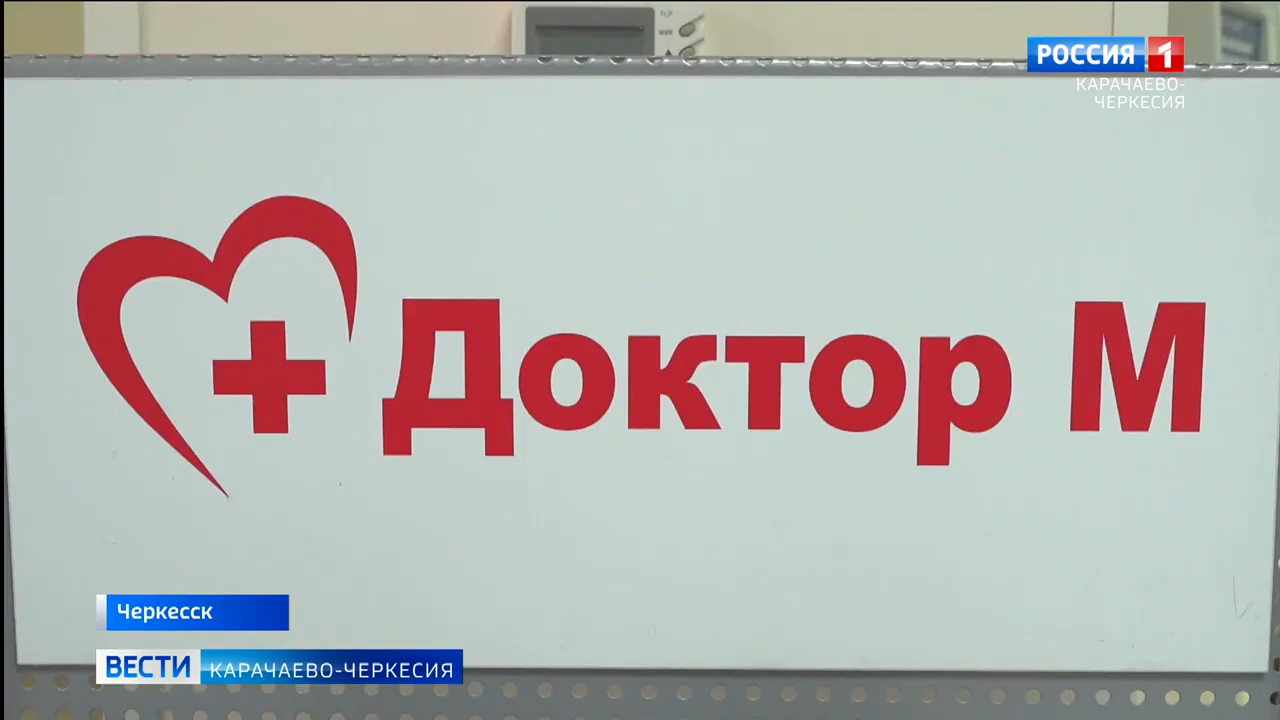 РОССИЯ 1
КАРАЧАЕВО-
ЧЕРКЕСИЯ
Доктор М
Черкесск
ВЕСТИ КАРАЧАЕВО-ЧЕРКЕСИЯ